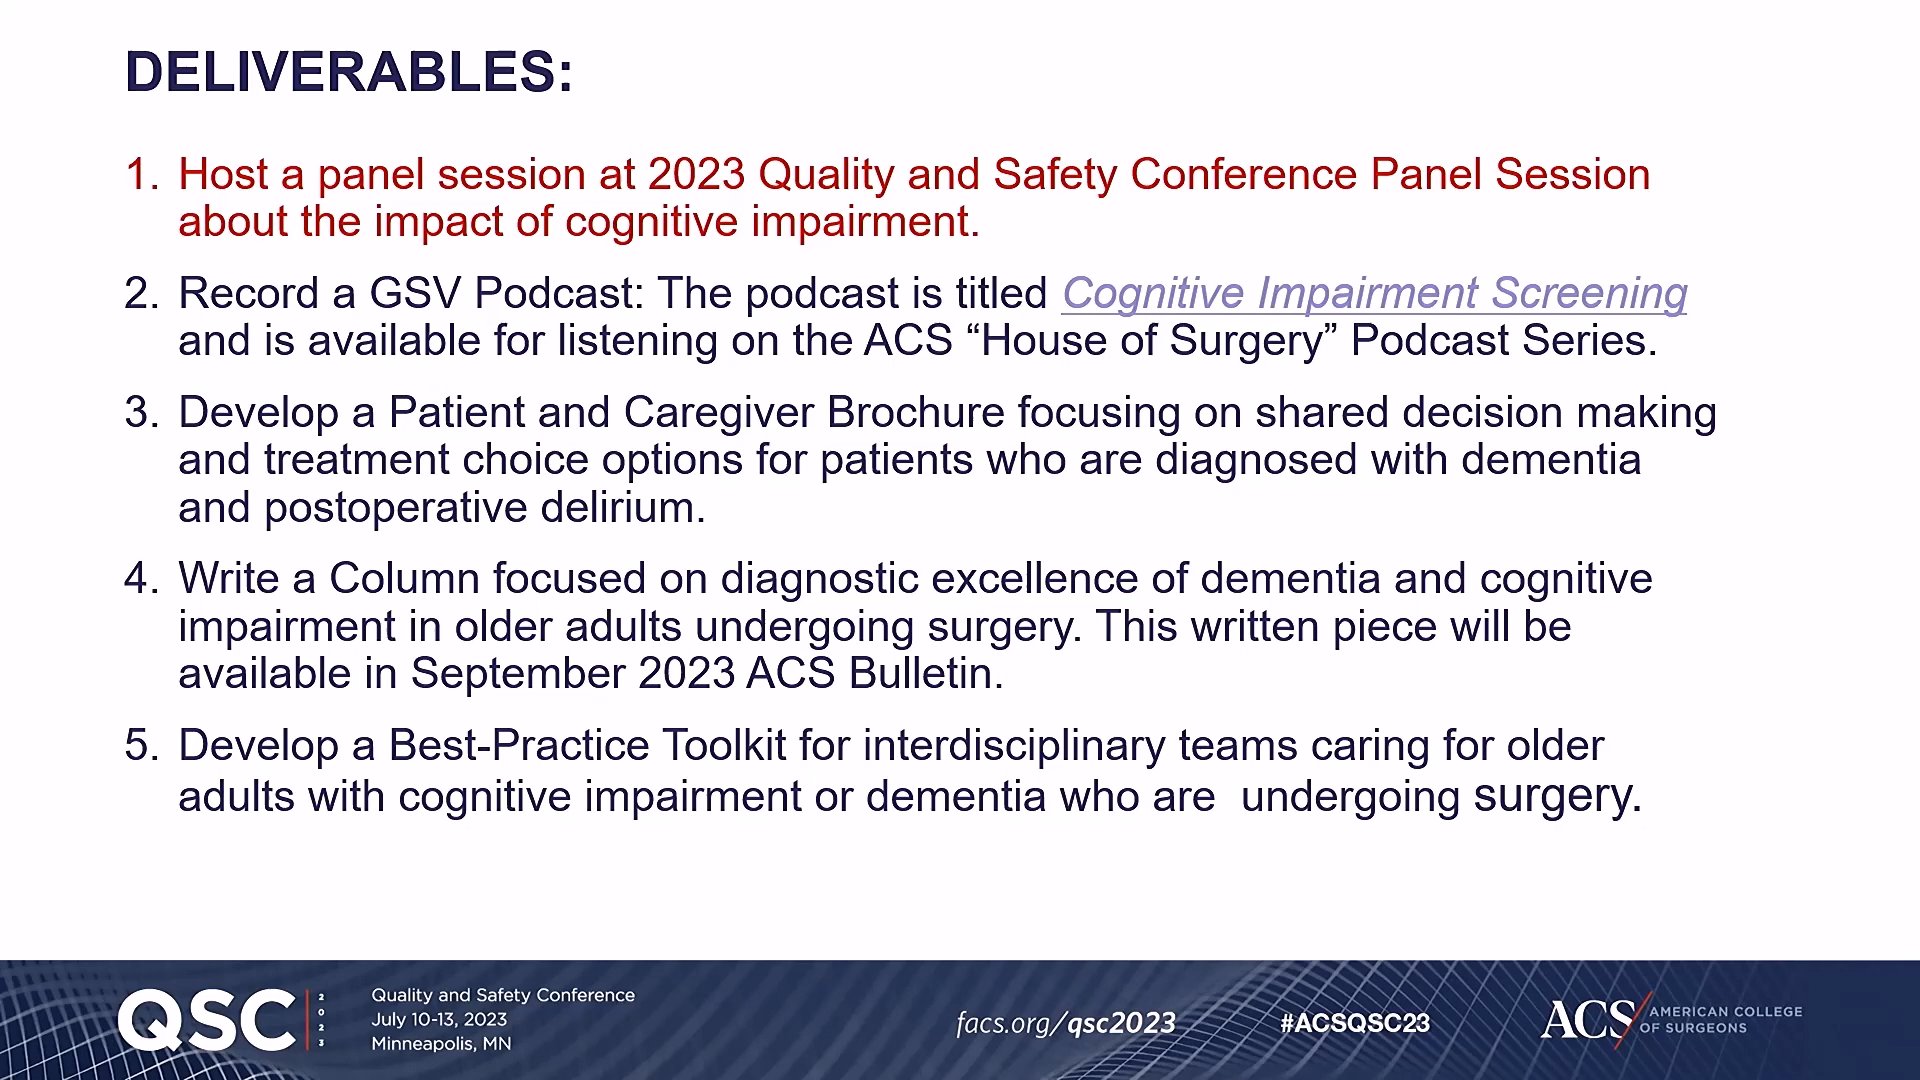 DELIVERABLES:
1. Host a panel session at 2023 Quality and Safety Conference Panel Session
about the impact of cognitive impairment.
2. Record a GSV Podcast: The podcast is titled Cognitive Impairment Screening
and is available for listening on the ACS “House of Surgery” Podcast Series.
3. Develop a Patient and Caregiver Brochure focusing on shared decision making
and treatment choice options for patients who are diagnosed with dementia
and postoperative delirium.
4. Write a Column focused on diagnostic excellence of dementia and cognitive
impairment in older adults undergoing surgery. This written piece will be
available in September 2023 ACS Bulletin.
5. Develop a Best-Practice Toolkit for interdisciplinary teams caring for older
adults with cognitive impairment or dementia who are  undergoing surgery.
QSC
2023
Quality and Safety Conference
July 10-13, 2023
Minneapolis, MN
facs.org/qsc2023
#ACSQSC23
ACS
AMERICAN COLLEGE
OF SURGEONS